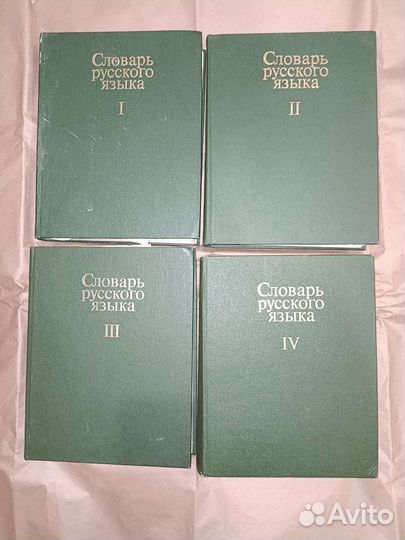 Словарь
русского
языка
I
Словарь
русского
языка
II
Словарь
русского
языка
III
Словарь
русского
языка
IV
Avito